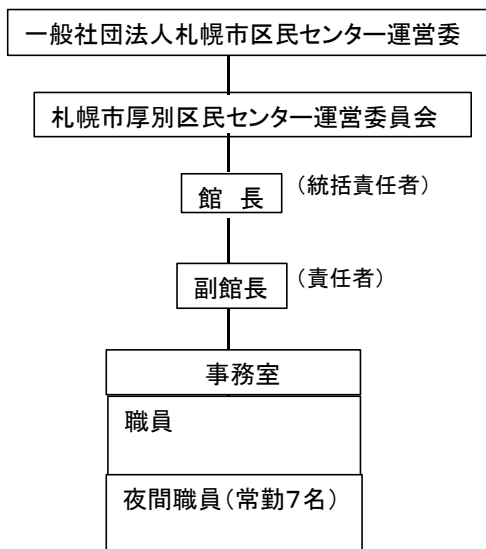 一般社団法人札幌市区民センター運営委
札幌市厚別区民センター運営委員会
館 長 (統括責任者)
副館長 (責任者)
事務室
職員
夜間職員(常勤7名)